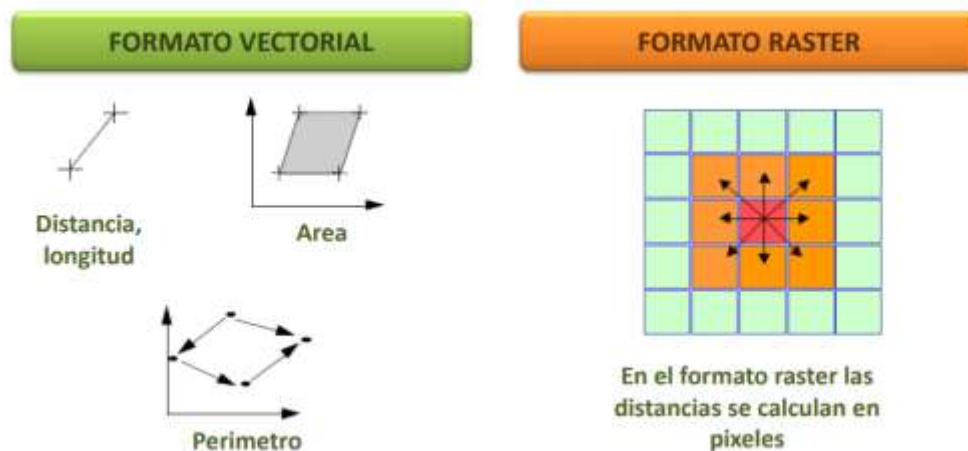 FORMATO VECTORIAL
FORMATO RASTER
Distancia,
longitud
Area
Perimetro
En el formato raster las
distancias se calculan en
pixeles